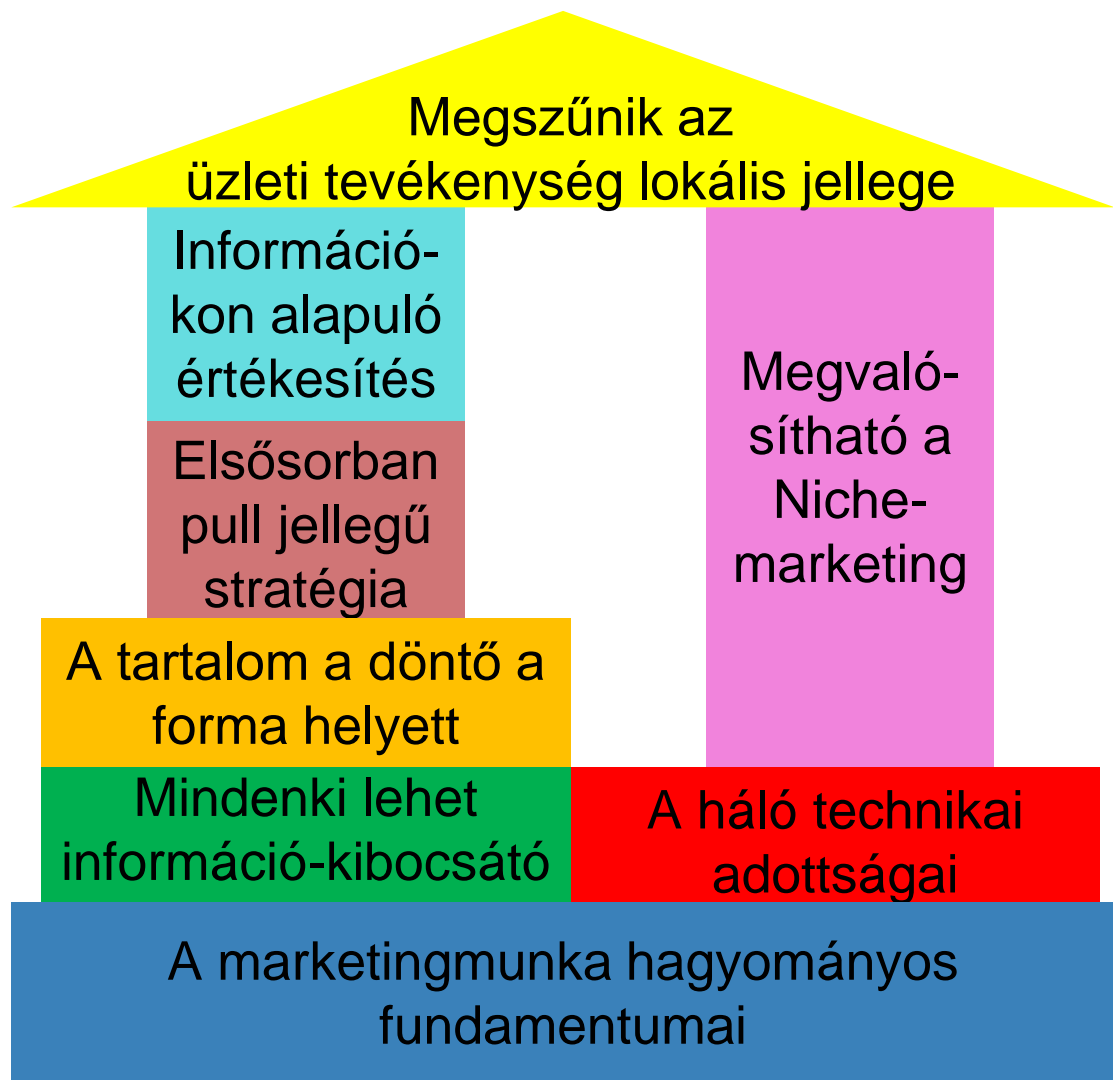 Megszűnik az
üzleti tevékenység lokális jellege
Információ-
kon alapuló
értékesítés
Elsősorban
pull jellegű
stratégia
Megvaló-
sítható a
Niche-
marketing
A tartalom a döntő a
forma helyett
Mindenki lehet
információ-kibocsátó
A háló technikai
adottságai
A marketingmunka hagyományos
fundamentumai